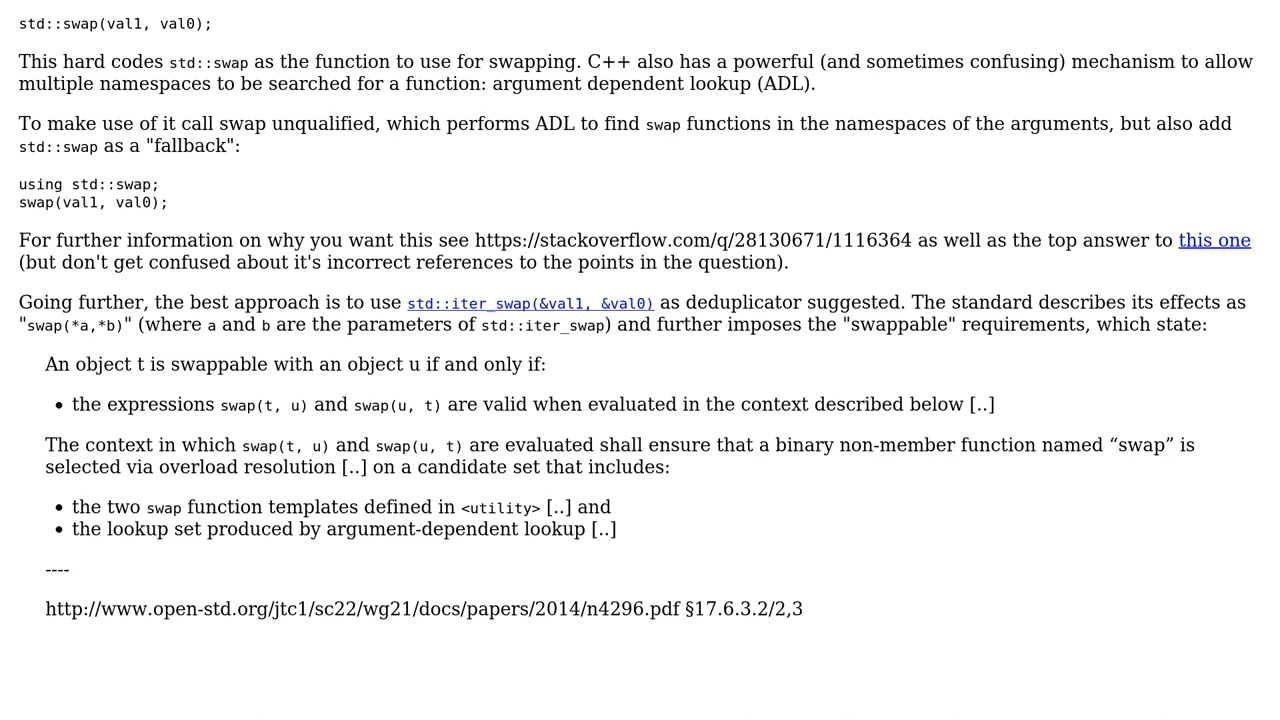 std::swap(val1, val0);
This hard codes std::swap as the function to use for swapping. C++ also has a powerful (and sometimes confusing) mechanism to allow
multiple namespaces to be searched for a function: argument dependent lookup (ADL).
To make use of it call swap unqualified, which performs ADL to find swap functions in the namespaces of the arguments, but also add
std::swap as a "fallback":
using std::swap;
swap(val1, val0);
For further information on why you want this see https://stackoverflow.com/q/28130671/1116364 as well as the top answer to this one
(but don't get confused about it's incorrect references to the points in the question).
Going further, the best approach is to use std::iter_swap(&val1, &val0) as deduplicator suggested. The standard describes its effects as
"swap(*a,*b)" (where a and b are the parameters of std::iter_swap) and further imposes the "swappable" requirements, which state:
An object t is swappable with an object u if and only if:
• the expressions swap(t, u) and swap(u, t) are valid when evaluated in the context described below [..]
The context in which swap(t, u) and swap(u, t) are evaluated shall ensure that a binary non-member function named “swap” is
selected via overload resolution [..] on a candidate set that includes:
• the two swap function templates defined in <utility> [..] and
• the lookup set produced by argument-dependent lookup [..]
----
http://www.open-std.org/jtc1/sc22/wg21/docs/papers/2014/n4296.pdf §17.6.3.2/2,3